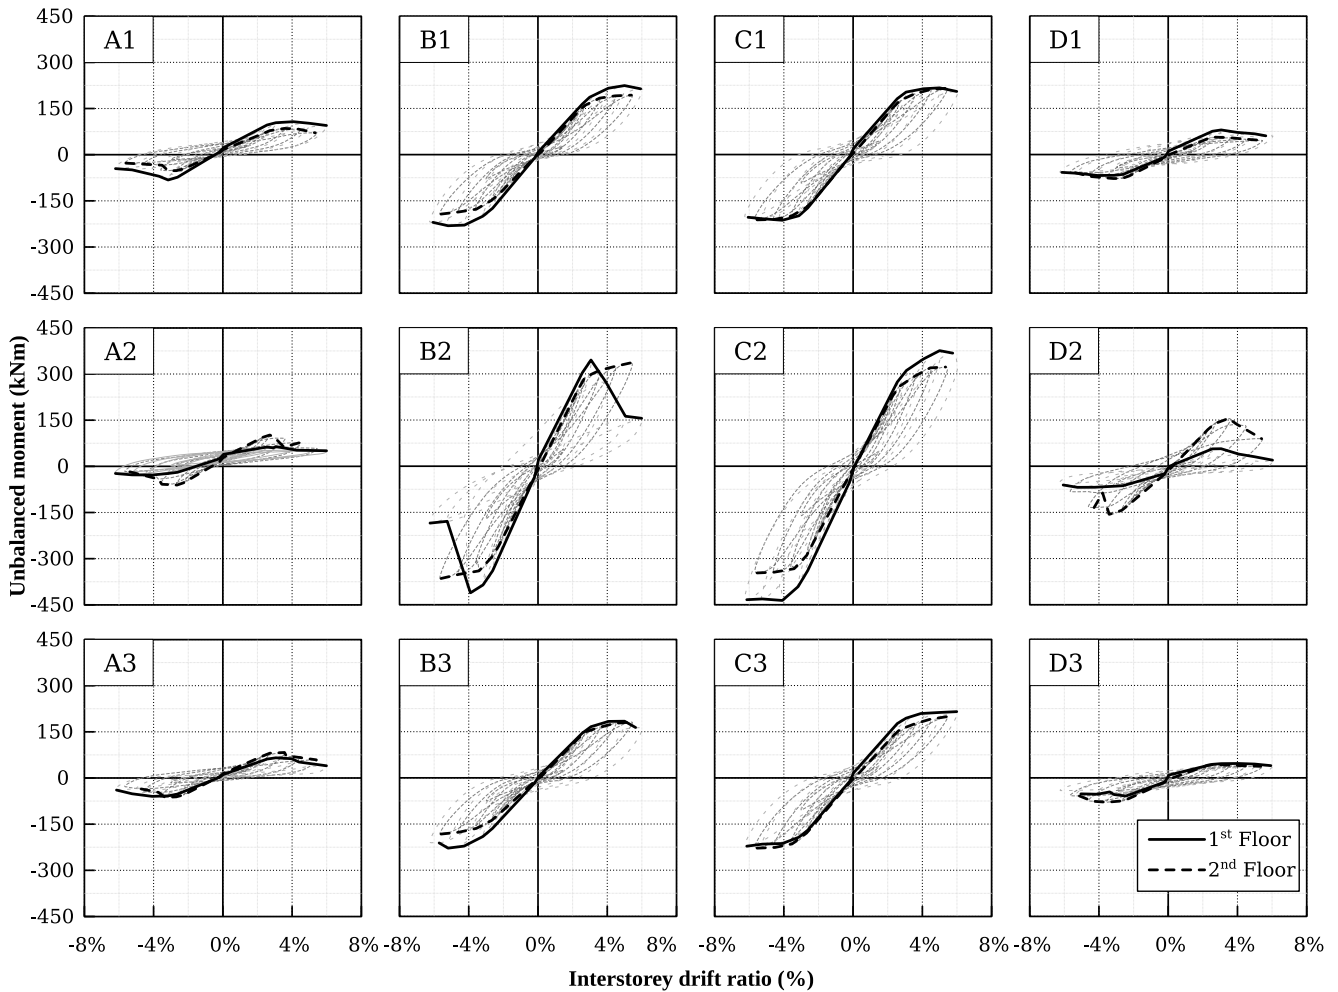 450
300
150
0
-150
-300
-450
A1
B1
C1
D1
450
300
150
0
-150
-300
-450
A2
B2
C2
D2
Unbalanced moment (kNm)
450
300
150
0
-150
-300
-450
A3
B3
C3
D3
1st Floor
2nd Floor
-8% -4% 0% 4% 8% -8% -4% 0% 4% 8% -8% -4% 0% 4% 8% -8% -4% 0% 4% 8%
Interstorey drift ratio (%)